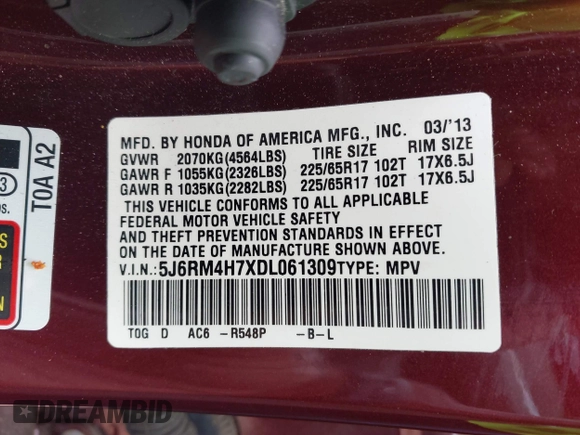 MFD. BY HONDA OF AMERICA MFG., INC. 03/'13
GVWR 2070KG(4564LBS) TIRE SIZE RIM SIZE
GAWR F 1055KG(2326LBS) 225/65R17 102T 17X6.5J
GAWR R 1035KG(2282LBS) 225/65R17 102T 17X6.5J
THIS VEHICLE CONFORMS TO ALL APPLICABLE
FEDERAL MOTOR VEHICLE SAFETY
AND THEFT PREVENTION STANDARDS IN EFFECT
ON THE DATE OF MANUFACTURE SHOWN ABOVE.
V.I.N.:5J6RM4H7XDL061309TYPE: MPV
T0G D AC6 -R548P -B-L
T0A A2
3
DREAMBID